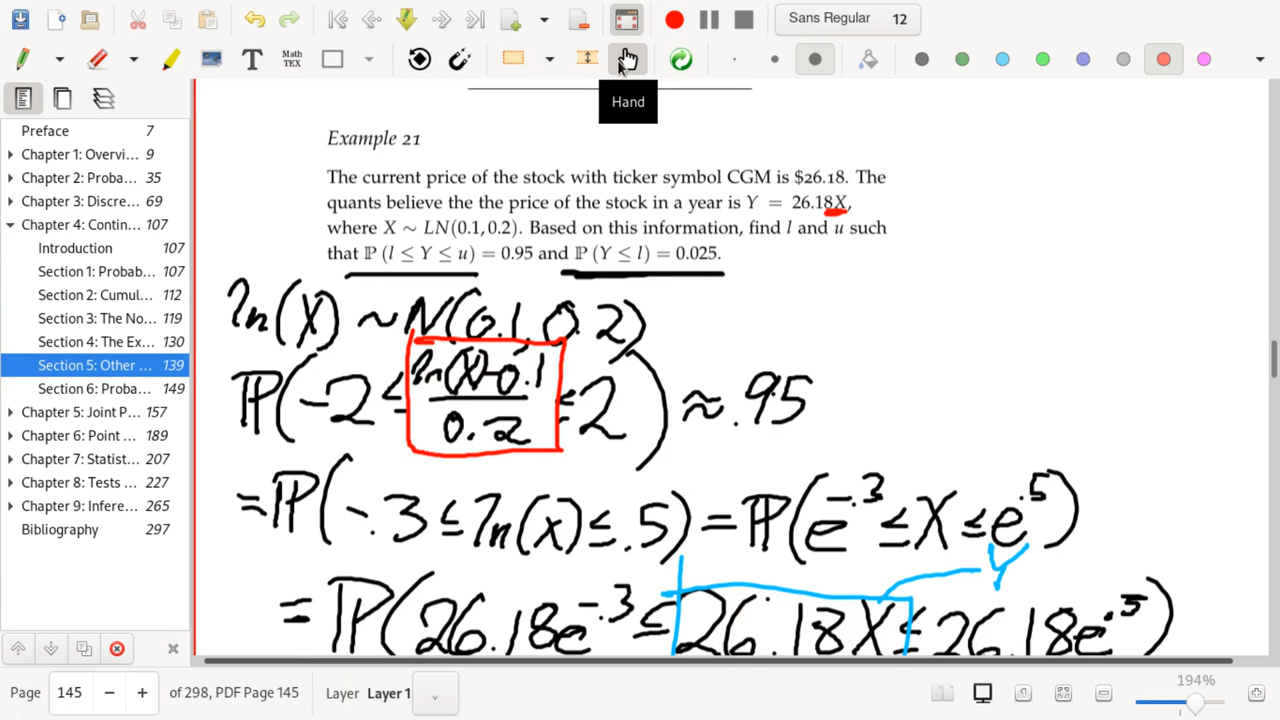 Sans Regular 12
T Math TEX
Hand
Preface 7
Chapter 1: Overvi... 9
Chapter 2: Proba... 35
Chapter 3: Discre... 69
Chapter 4: Contin... 107
Introduction 107
Section 1: Probab... 107
Section 2: Cumul... 112
Section 3: The No... 119
Section 4: The Ex... 130
Section 5: Other ... 139
Section 6: Proba... 149
Chapter 5: Joint P... 157
Chapter 6: Point ... 189
Chapter 7: Statist... 207
Chapter 8: Tests ... 227
Chapter 9: Infere... 265
Bibliography 297
Example 21
The current price of the stock with ticker symbol CGM is $26.18. The
quants believe the the price of the stock in a year is Y = 26.18X,
where X ∼ LN(0.1, 0.2). Based on this information, find l and u such
that ℙ (l ≤ Y ≤ u) = 0.95 and ℙ (Y ≤ l) = 0.025.
ln(X) ~ N(0.1, 0.2)
ℙ(-2 ≤ (ln(X)-0.1)/0.2 ≤ 2) ≈ .95
= ℙ(-.3 ≤ ln(X) ≤ .5) = ℙ(e^-.3 ≤ X ≤ e^.5)
Y
= ℙ(26.18e^-.3 ≤ 26.18X ≤ 26.18e^.5)
Page 145 − + of 298, PDF Page 145 Layer Layer 1 194%